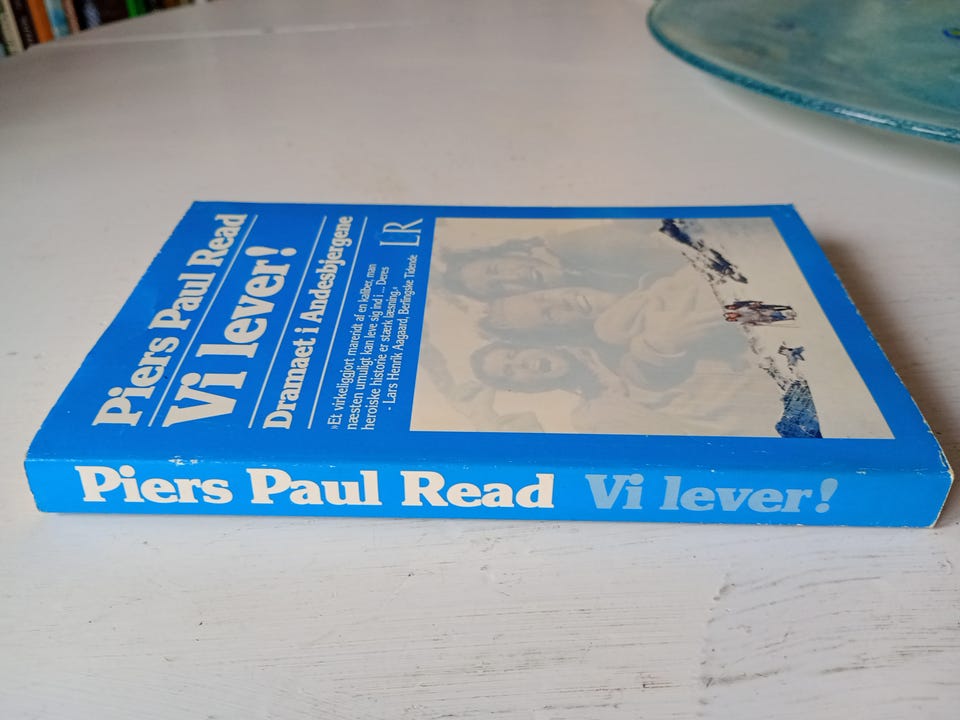 Piers Paul Read
Vi lever!
Dramaet i Andesbjergene
»Et virkeliggjort mareridt af en kaliber, man
næsten umuligt kan leve sig ind i ... Deres
heroiske historie er stærk læsning.«
- Lars Henrik Aagaard, Berlingske Tidende
LR
Piers Paul Read Vi lever!